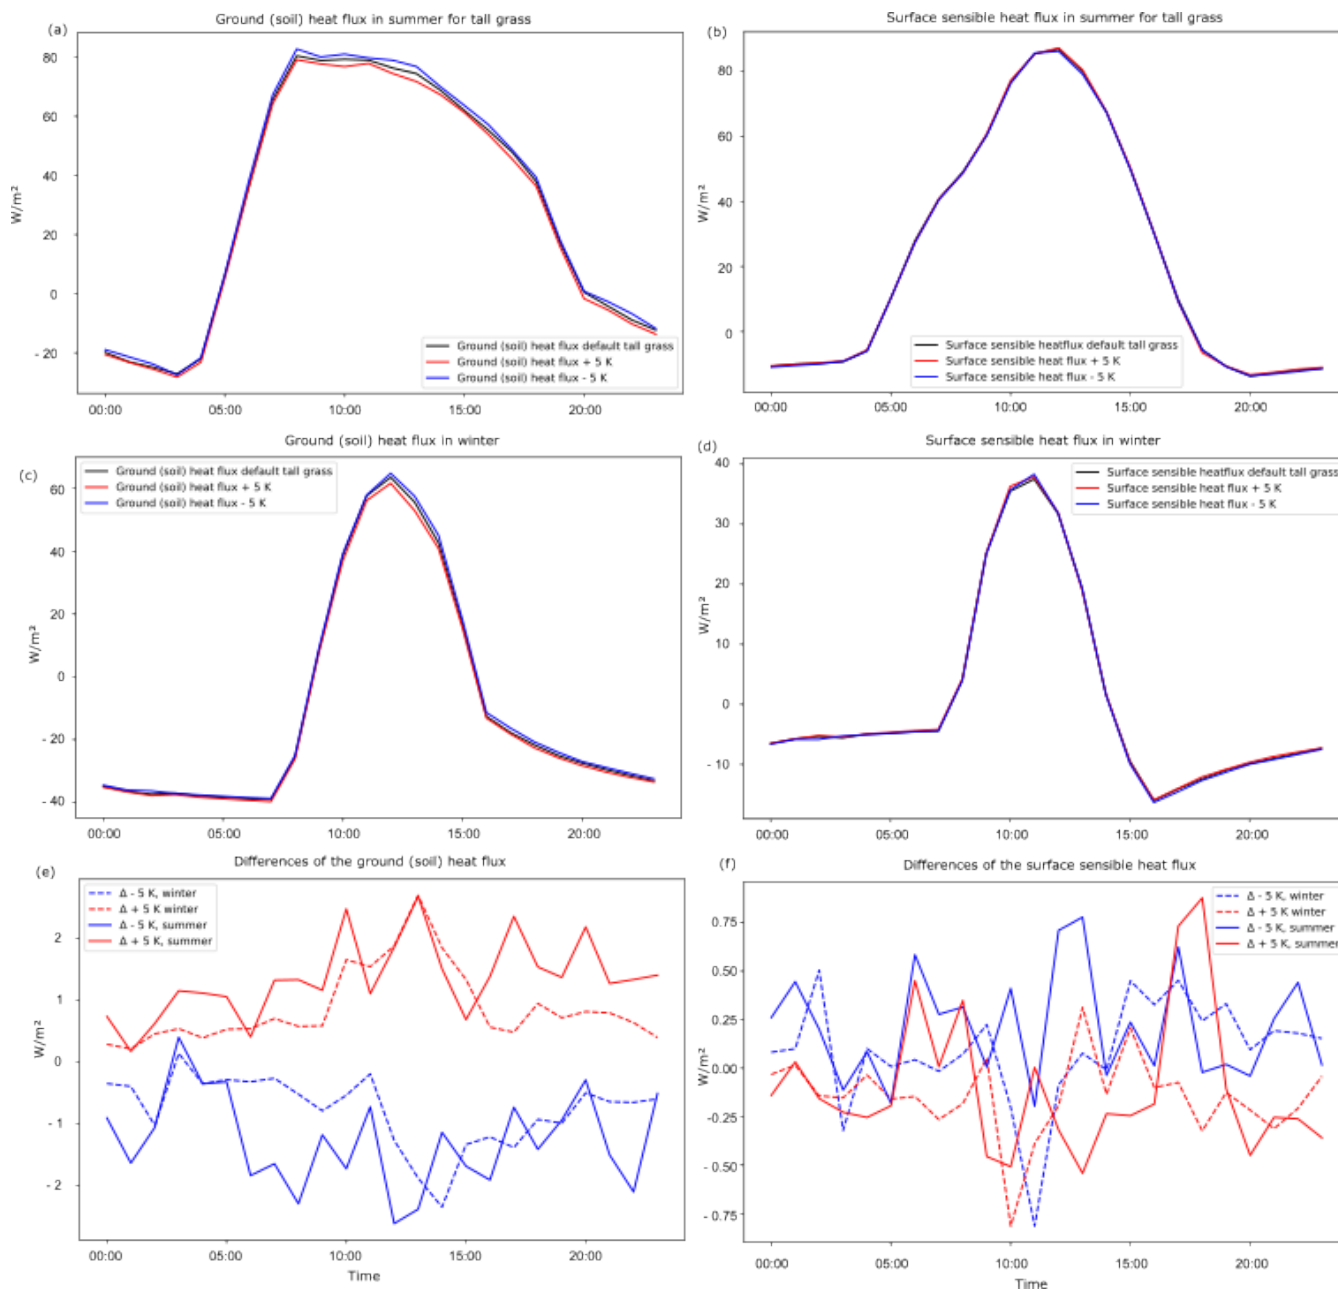 Ground (soil) heat flux in summer for tall grass
(a)
80
60
40
20
0
- 20
W/m²
Ground (soil) heat flux default tall grass
Ground (soil) heat flux + 5 K
Ground (soil) heat flux - 5 K
00:00 05:00 10:00 15:00 20:00
Surface sensible heat flux in summer for tall grass
(b)
80
60
40
20
0
W/m²
Surface sensible heatflux default tall grass
Surface sensible heat flux + 5 K
Surface sensible heat flux - 5 K
00:00 05:00 10:00 15:00 20:00
Ground (soil) heat flux in winter
(c)
60
40
20
0
- 20
- 40
W/m²
Ground (soil) heat flux default tall grass
Ground (soil) heat flux + 5 K
Ground (soil) heat flux - 5 K
00:00 05:00 10:00 15:00 20:00
Surface sensible heat flux in winter
(d)
40
30
20
10
0
- 10
W/m²
Surface sensible heatflux default tall grass
Surface sensible heat flux + 5 K
Surface sensible heat flux - 5 K
00:00 05:00 10:00 15:00 20:00
Differences of the ground (soil) heat flux
(e)
2
1
0
- 1
- 2
W/m²
Δ - 5 K, winter
Δ + 5 K winter
Δ - 5 K, summer
Δ + 5 K, summer
00:00 05:00 10:00 15:00 20:00
Time
Differences of the surface sensible heat flux
(f)
0.75
0.50
0.25
0.00
-0.25
- 0.50
- 0.75
W/m²
Δ - 5 K, winter
Δ + 5 K winter
Δ - 5 K, summer
Δ + 5 K, summer
00:00 05:00 10:00 15:00 20:00
Time